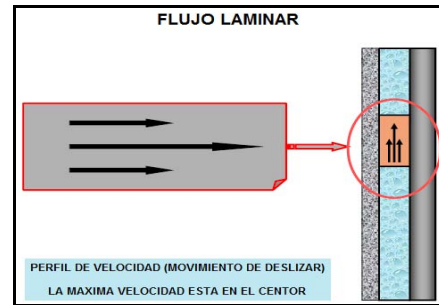 FLUJO LAMINAR
PERFIL DE VELOCIDAD (MOVIMIENTO DE DESLIZAR)
LA MAXIMA VELOCIDAD ESTA EN EL CENTOR